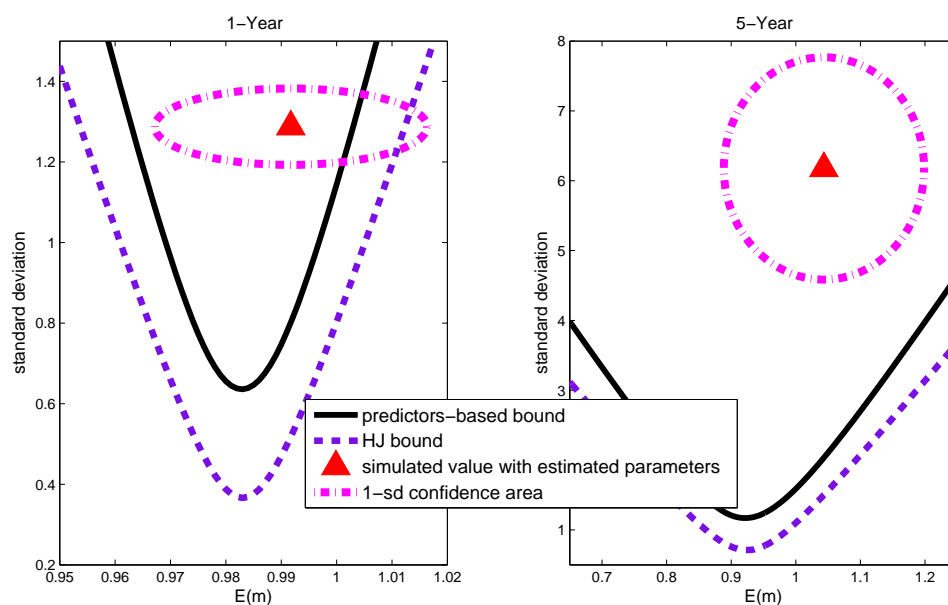 1−Year
1.4
1.2
1
0.8
0.6
0.4
0.2
standard deviation
0.95 0.96 0.97 0.98 0.99 1 1.01 1.02
E(m)
5−Year
8
7
6
5
4
3
1
standard deviation
0.7 0.8 0.9 1 1.1 1.2
E(m)
predictors−based bound
HJ bound
simulated value with estimated parameters
1−sd confidence area